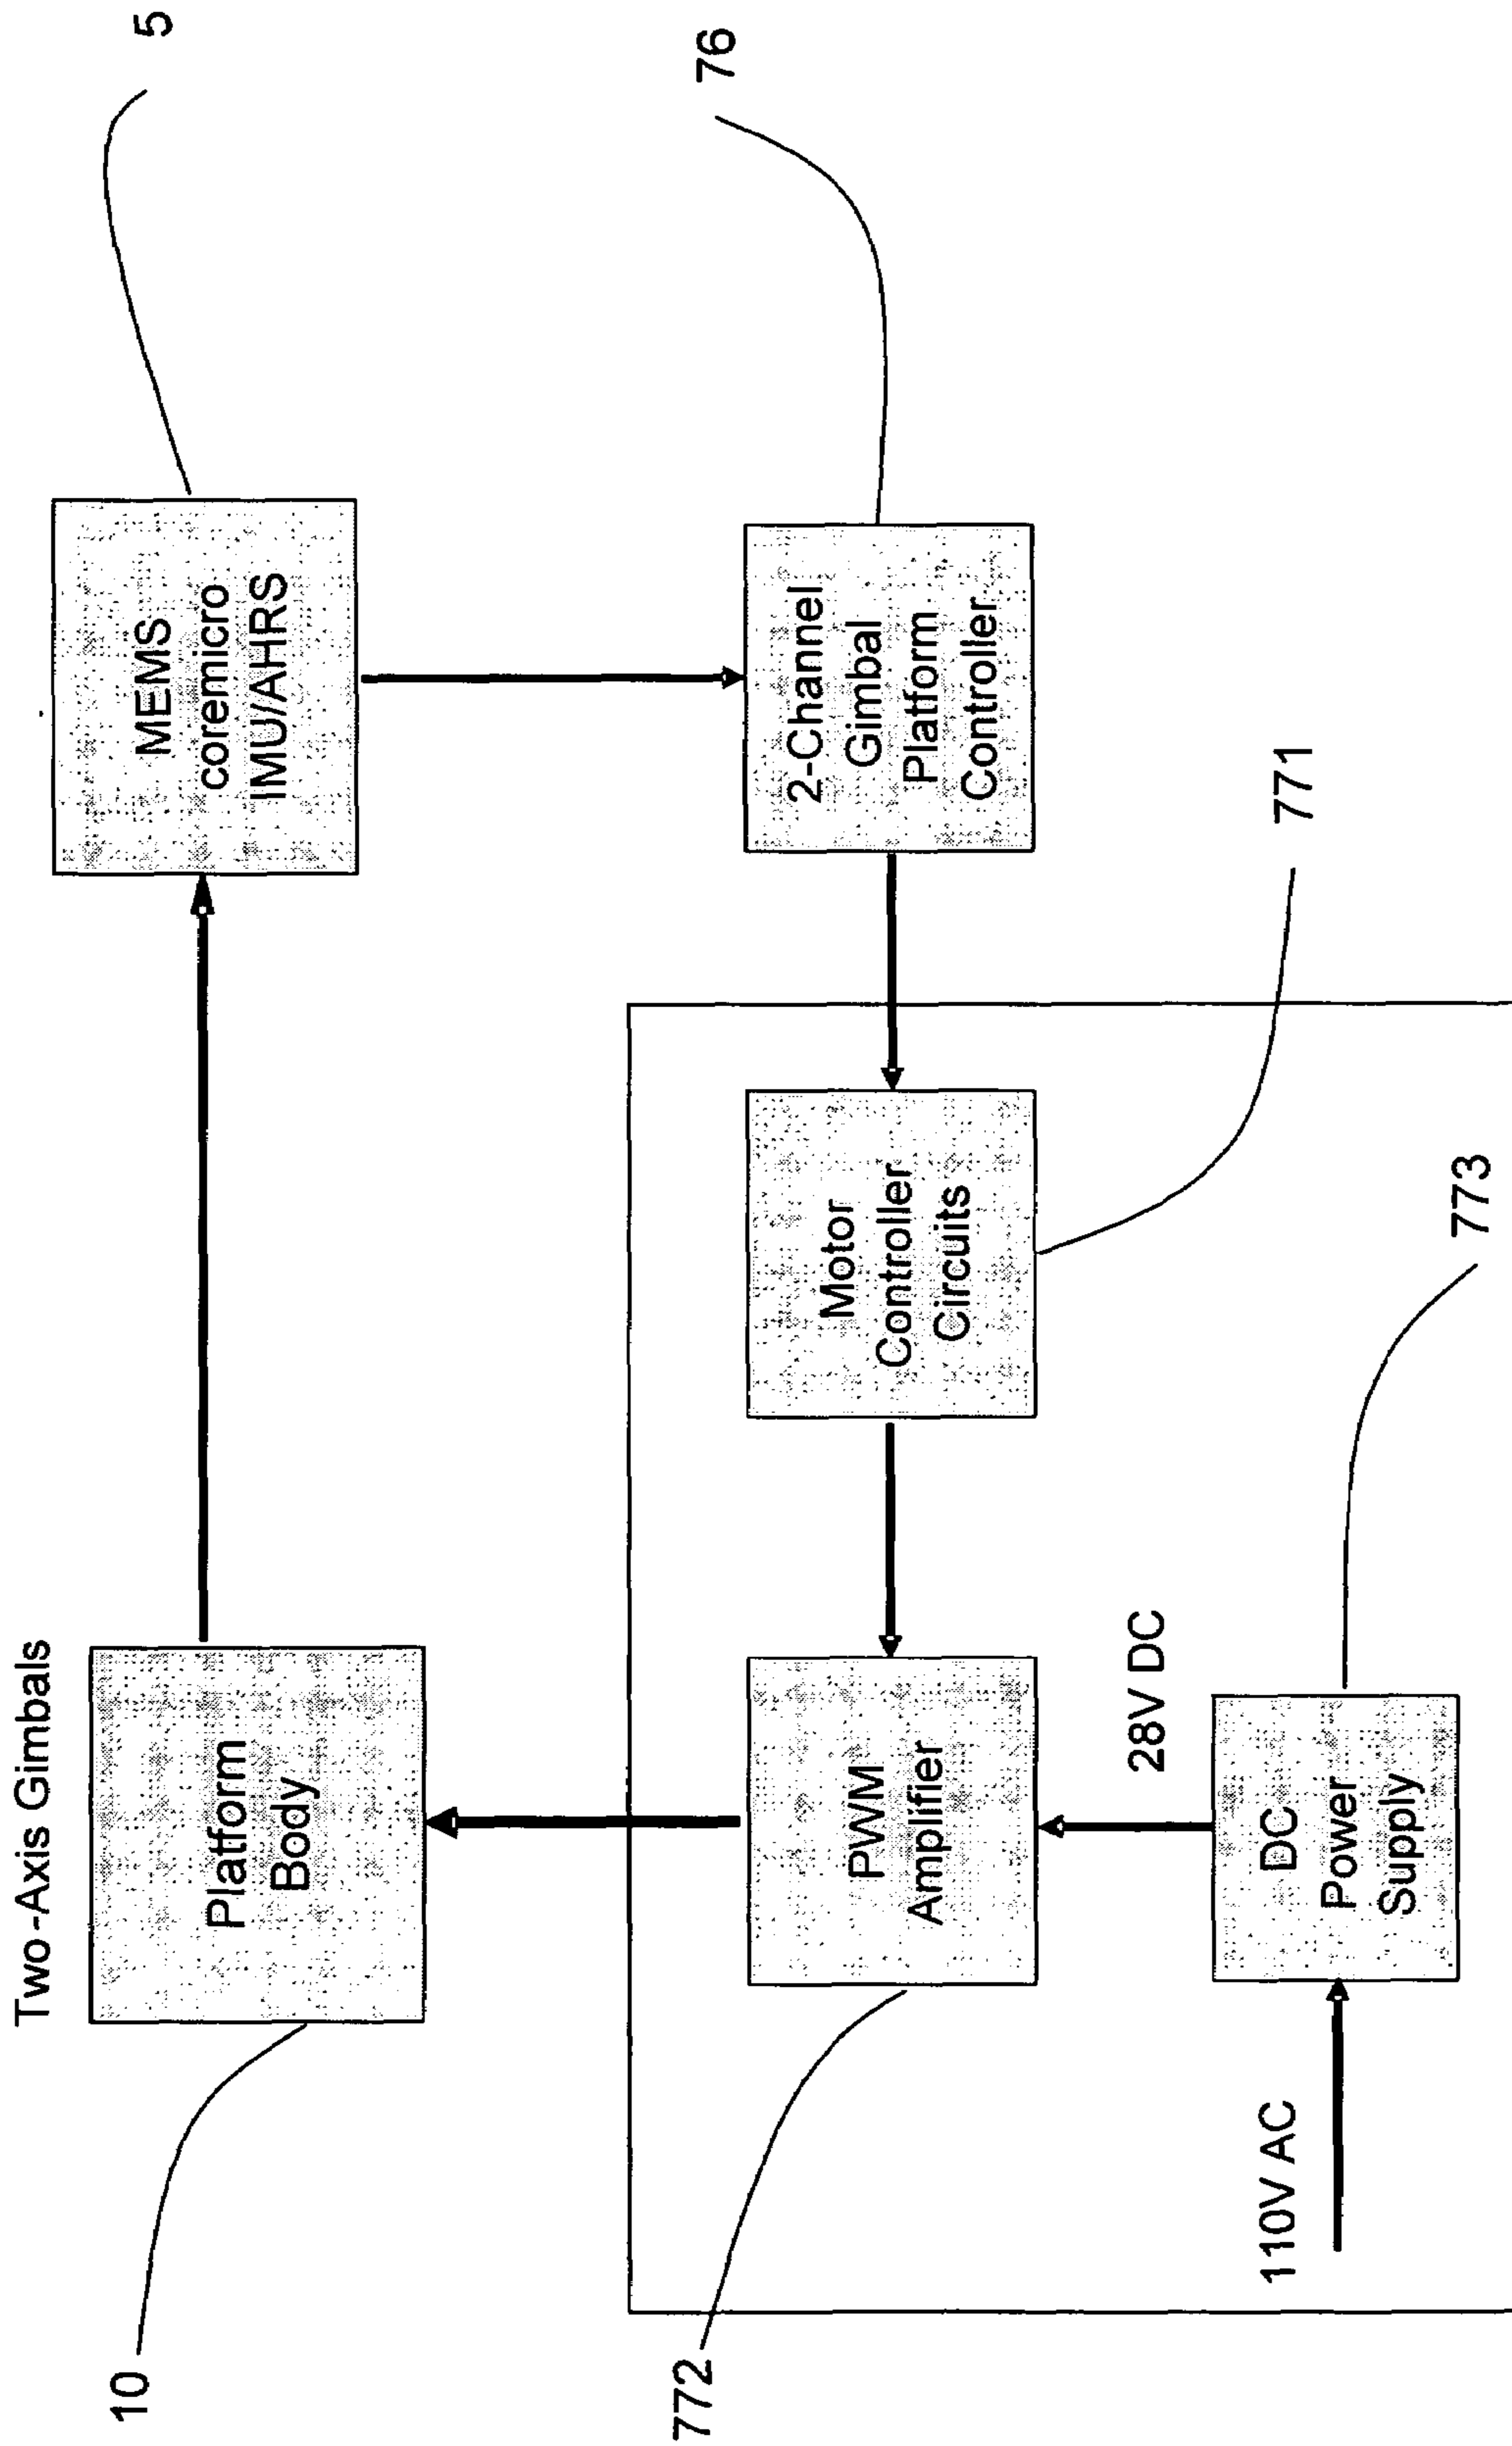 Two-Axis Gimbals
10
Platform
Body
MEMS
coremicro
IMU/AHRS
5
772
PWM
Amplifier
Motor
Controller
Circuits
771
2-Channel
Gimbal
Platform
Controller
76
110V AC
28V DC
DC
Power
Supply
773